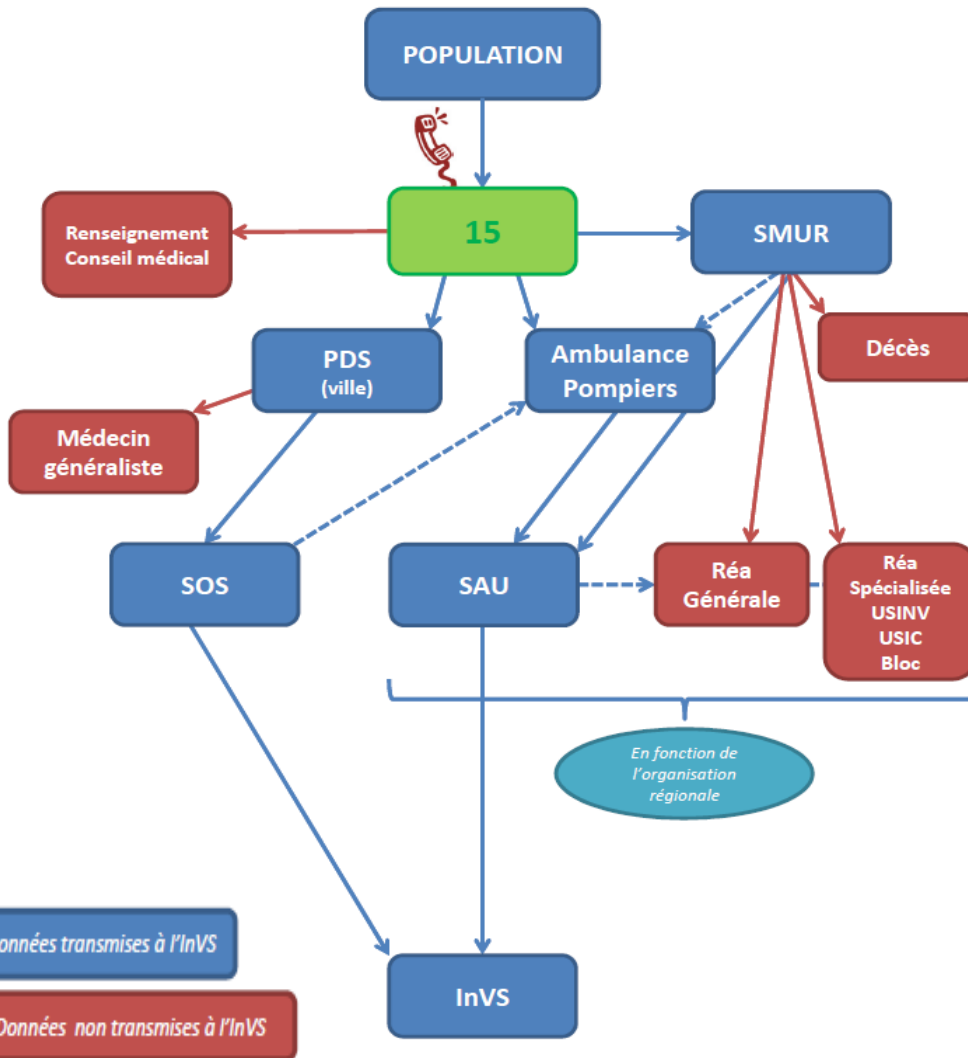 POPULATION
15
SMUR
Renseignement
Conseil médical
Décès
PDS
(ville)
Ambulance
Pompiers
Médecin
généraliste
SOS
SAU
Réa
Générale
Réa
Spécialisée
USINV
USIC
Bloc
En fonction de
l'organisation
régionale
onnées transmises à l'InVS
InVS
Données non transmises à l'InVS